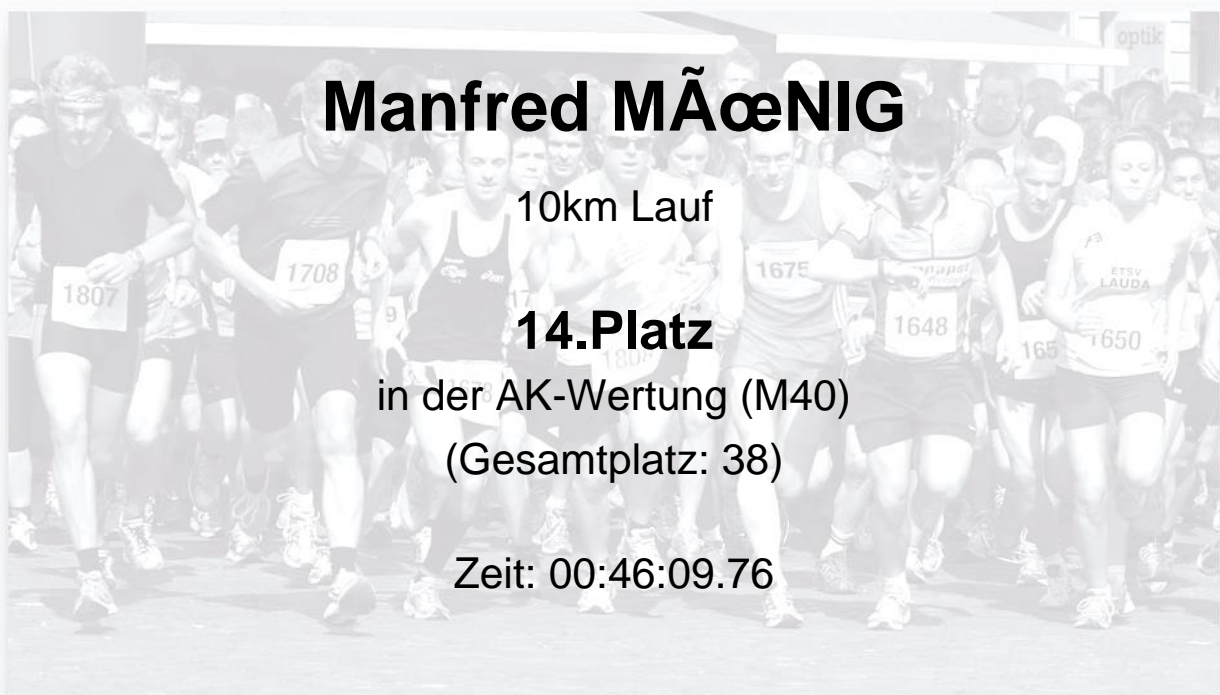 optik
Manfred MÃœNIG
10km Lauf
1807
1708
1675
1648
1650
165
ETSV
LAUDA
14.Platz
in der AK-Wertung (M40)
(Gesamtplatz: 38)
Zeit: 00:46:09.76